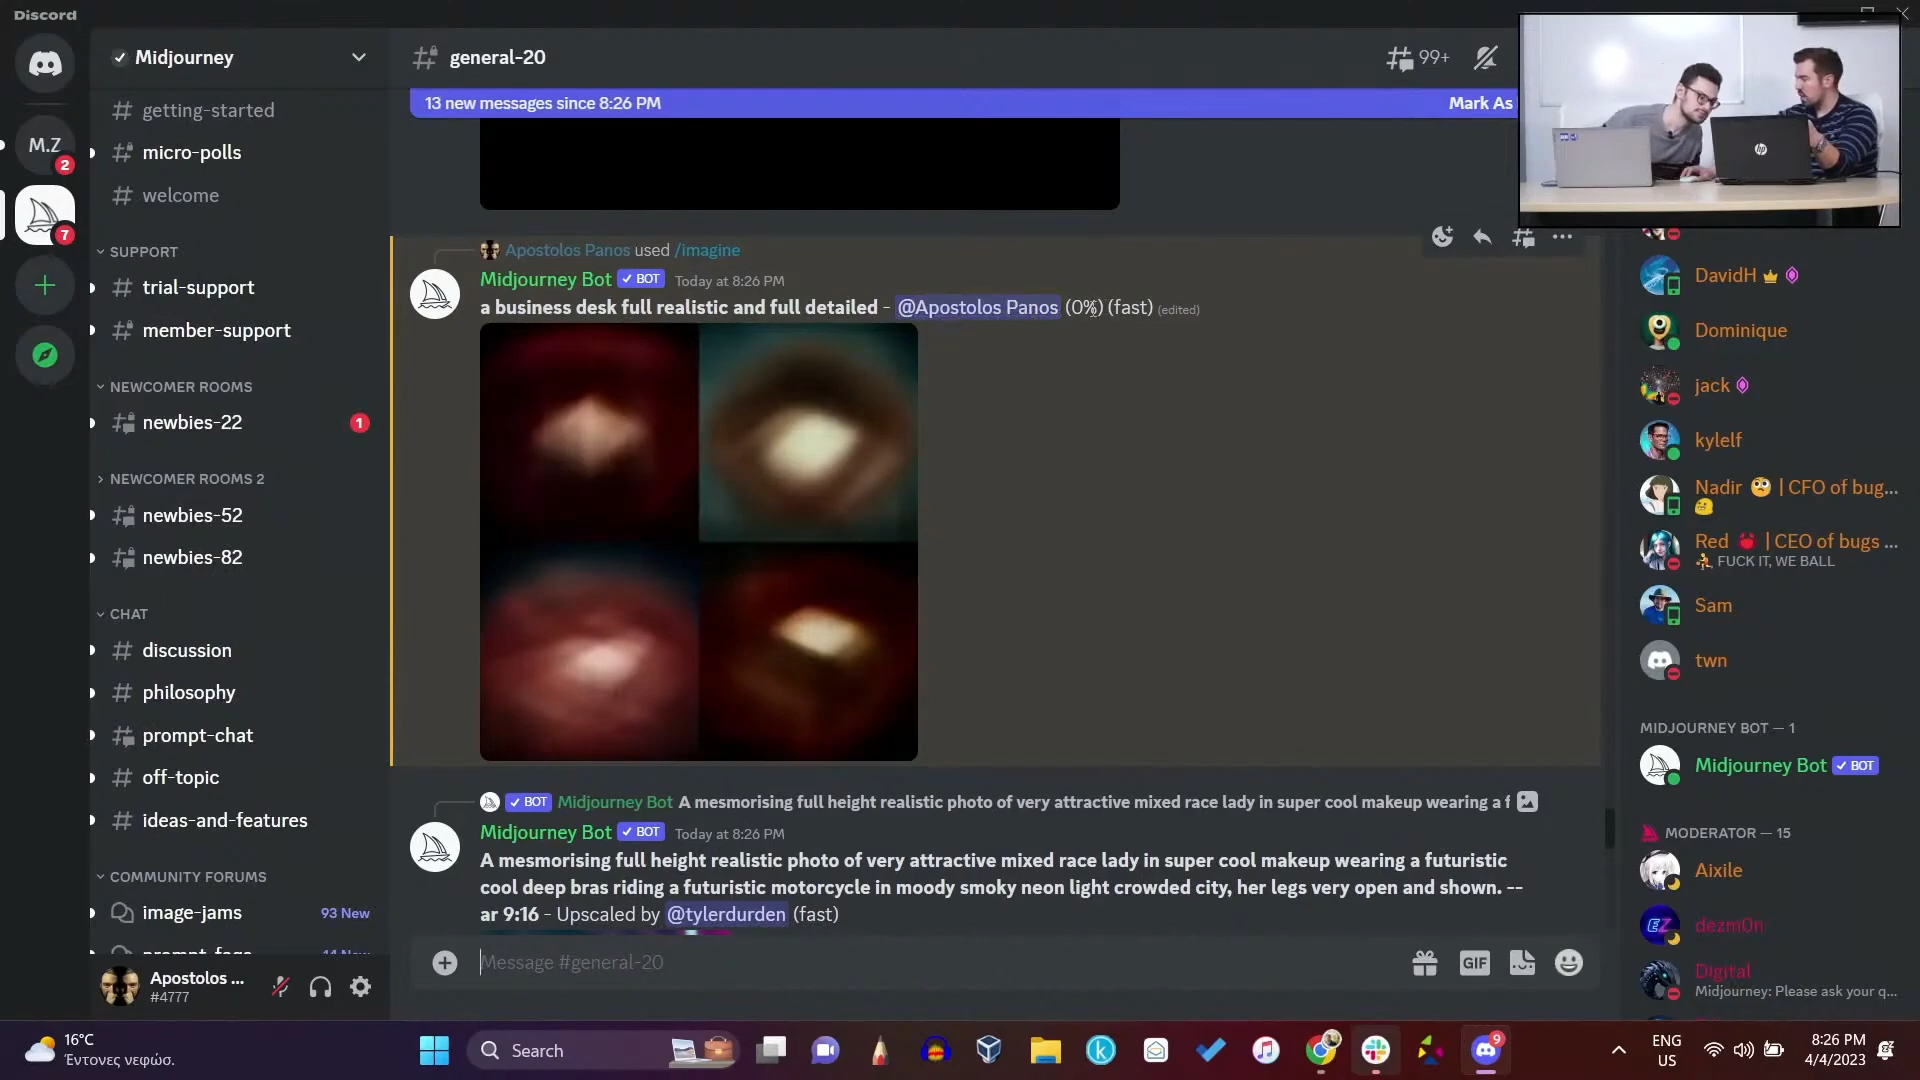 Discord
Midjourney
general-20
99+
13 new messages since 8:26 PM
Mark As
getting-started
micro-polls
welcome
SUPPORT
trial-support
member-support
NEWCOMER ROOMS
newbies-22
1
NEWCOMER ROOMS 2
newbies-52
newbies-82
CHAT
discussion
philosophy
prompt-chat
off-topic
ideas-and-features
COMMUNITY FORUMS
image-jams
93 New
M.Z
2
7
Apostolos ...
#4777
Apostolos Panos used /imagine
Midjourney Bot ✓ BOT Today at 8:26 PM
a business desk full realistic and full detailed - @Apostolos Panos (0%) (fast) (edited)
✓ BOT Midjourney Bot A mesmorising full height realistic photo of very attractive mixed race lady in super cool makeup wearing a f
Midjourney Bot ✓ BOT Today at 8:26 PM
A mesmorising full height realistic photo of very attractive mixed race lady in super cool makeup wearing a futuristic
cool deep bras riding a futuristic motorcycle in moody smoky neon light crowded city, her legs very open and shown. --
ar 9:16 - Upscaled by @tylerdurden (fast)
Message #general-20
GIF
hp
DavidH
Dominique
jack
kylelf
Nadir 🧐 | CFO of bug...
Red 🦀 | CEO of bugs ...
FUCK IT, WE BALL
Sam
twn
MIDJOURNEY BOT — 1
Midjourney Bot ✓ BOT
MODERATOR — 15
Aixile
EZ
dezm0n
Digital
Midjourney: Please ask your q...
16°C
Έντονες νεφώσ.
Search
9
ENG
US
8:26 PM
4/4/2023